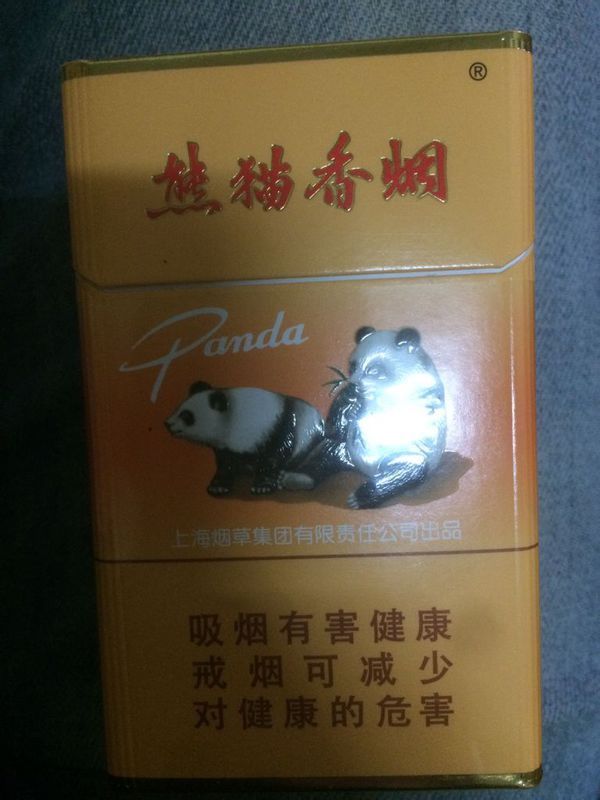 ®
熊猫香烟
Panda
上海烟草集团有限责任公司出品
吸烟有害健康
戒烟可减少
对健康的危害